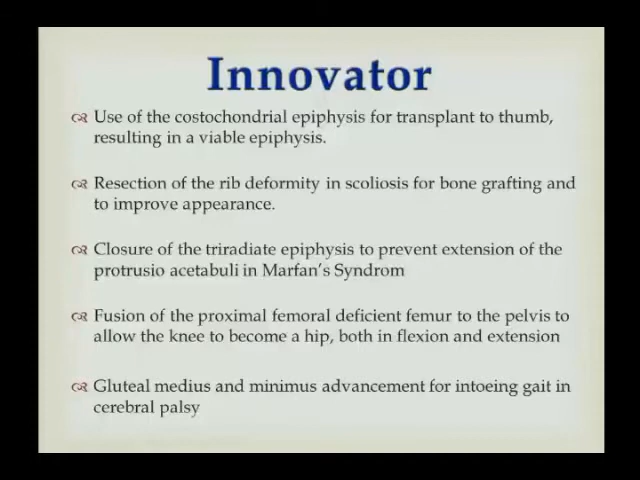 Innovator
Use of the costochondrial epiphysis for transplant to thumb,
resulting in a viable epiphysis.
Resection of the rib deformity in scoliosis for bone grafting and
to improve appearance.
Closure of the triradiate epiphysis to prevent extension of the
protrusio acetabuli in Marfan's Syndrom
Fusion of the proximal femoral deficient femur to the pelvis to
allow the knee to become a hip, both in flexion and extension
Gluteal medius and minimus advancement for intoeing gait in
cerebral palsy